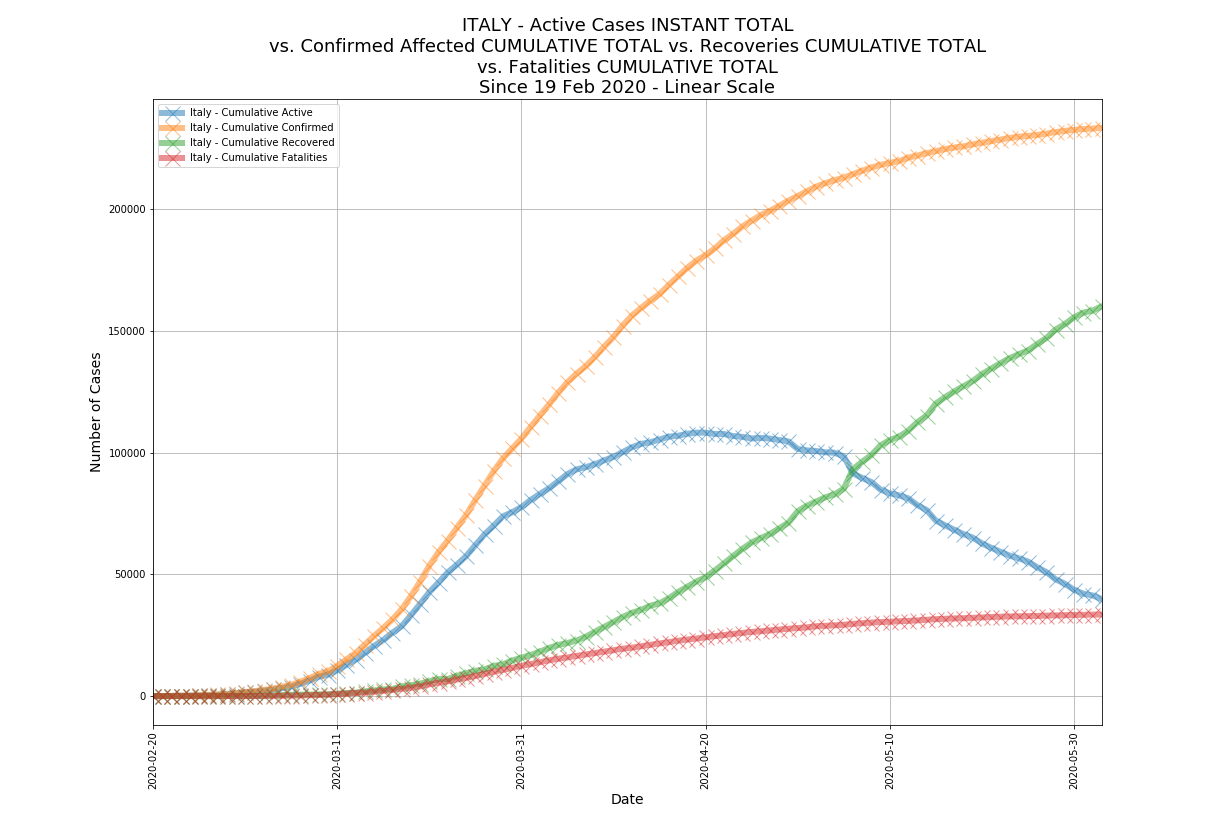 ITALY - Active Cases INSTANT TOTAL
vs. Confirmed Affected CUMULATIVE TOTAL vs. Recoveries CUMULATIVE TOTAL
vs. Fatalities CUMULATIVE TOTAL
Since 19 Feb 2020 - Linear Scale
Italy - Cumulative Active
Italy - Cumulative Confirmed
Italy - Cumulative Recovered
Italy - Cumulative Fatalities
Number of Cases
200000
150000
100000
50000
0
2020-02-20
2020-03-11
2020-03-31
2020-04-20
2020-05-10
2020-05-30
Date